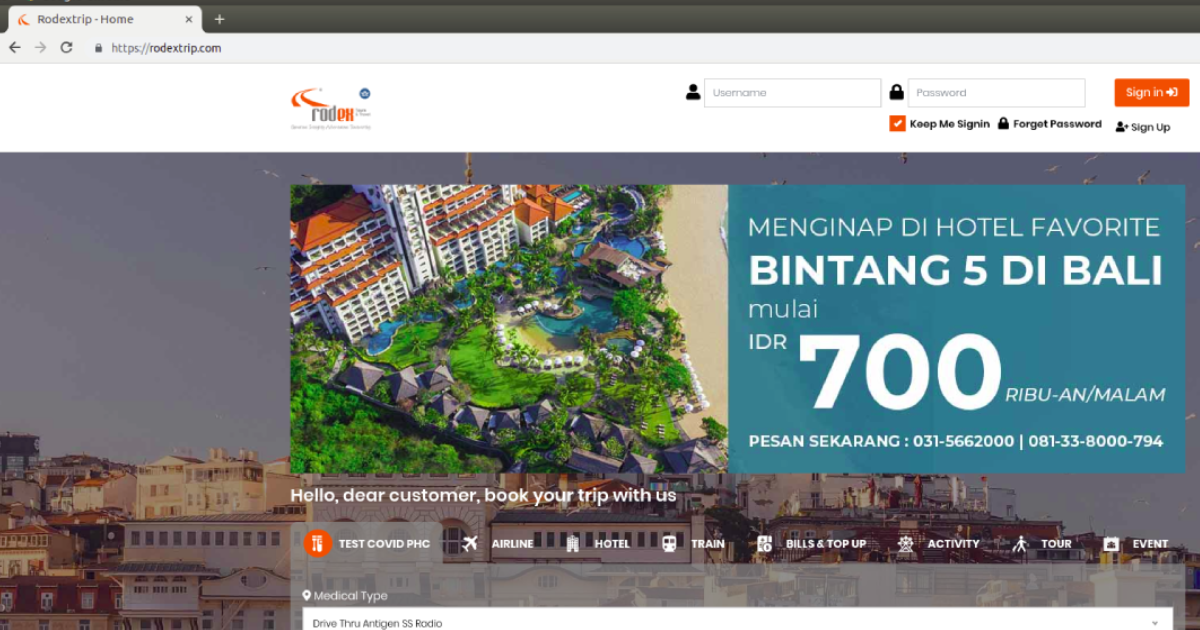 Rodextrip - Home
https://rodextrip.com
rodex
Username
Password
Sign in
Keep Me Signin
Forget Password
Sign Up
MENGINAP DI HOTEL FAVORITE
BINTANG 5 DI BALI
mulai
IDR 700 RIBU-AN/MALAM
PESAN SEKARANG : 031-5662000 | 081-33-8000-794
Hello, dear customer, book your trip with us
TEST COVID PHC AIRLINE HOTEL TRAIN BILLS & TOP UP ACTIVITY TOUR EVENT
Medical Type
Drive Thru Antigen SS Radio